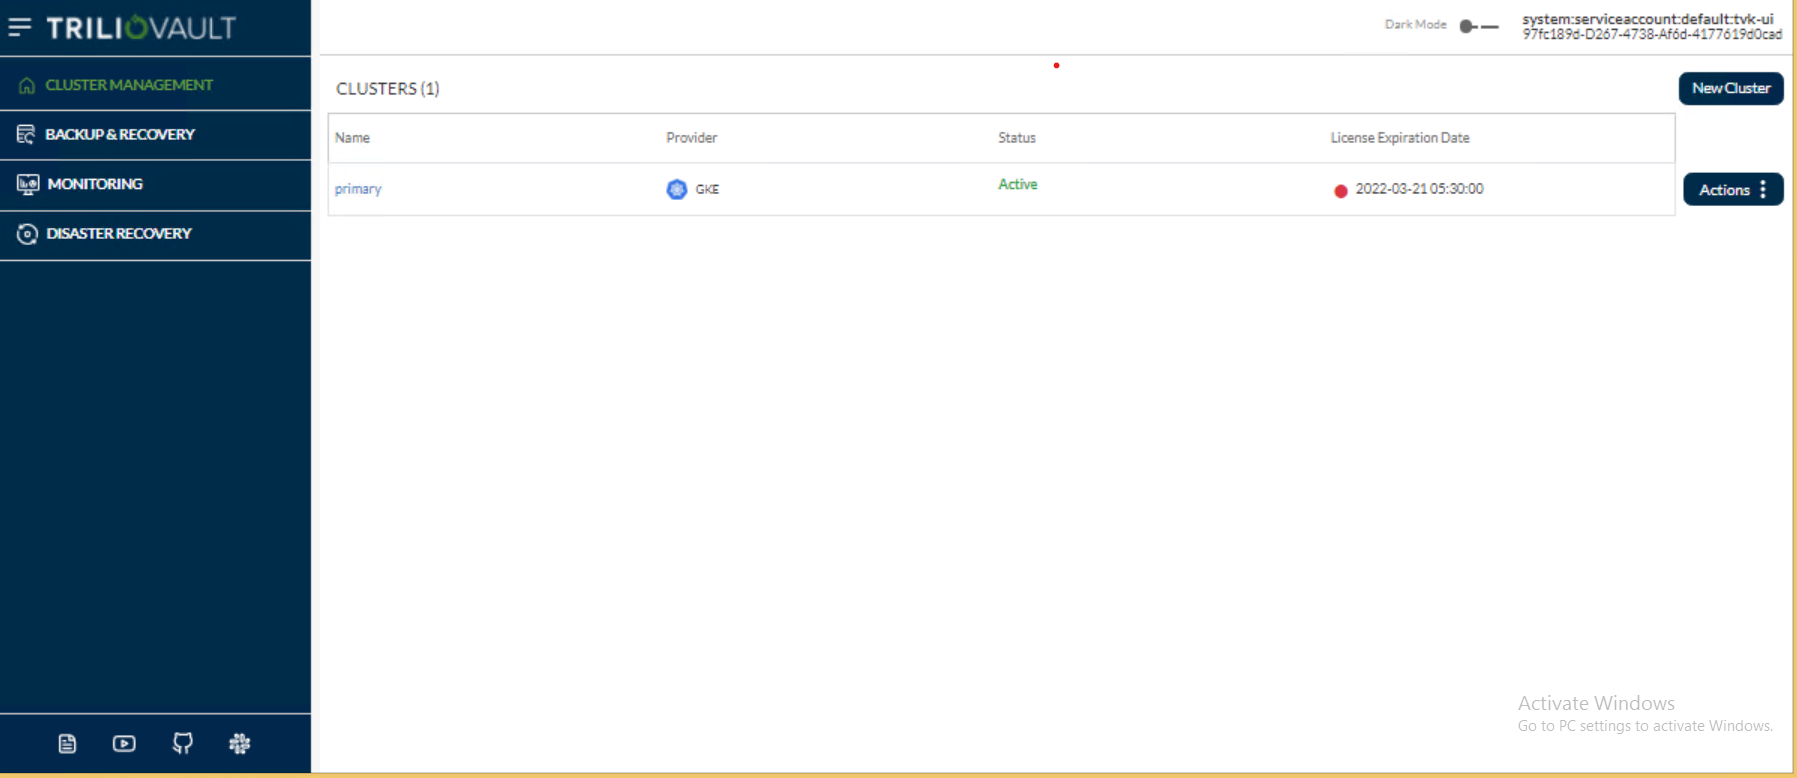 TRILIOVAULT
Dark Mode
system:serviceaccount:default:tvk-ui
97fc189d-D267-4738-Af6d-4177619d0cad
CLUSTER MANAGEMENT
BACKUP & RECOVERY
MONITORING
DISASTER RECOVERY
CLUSTERS (1)
New Cluster
Name Provider Status License Expiration Date
primary GKE Active 2022-03-21 05:30:00
Actions
Activate Windows
Go to PC settings to activate Windows.